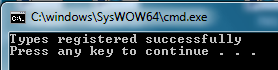 C:\windows\SysWOW64\cmd.exe
Types registered successfully
Press any key to continue . . .